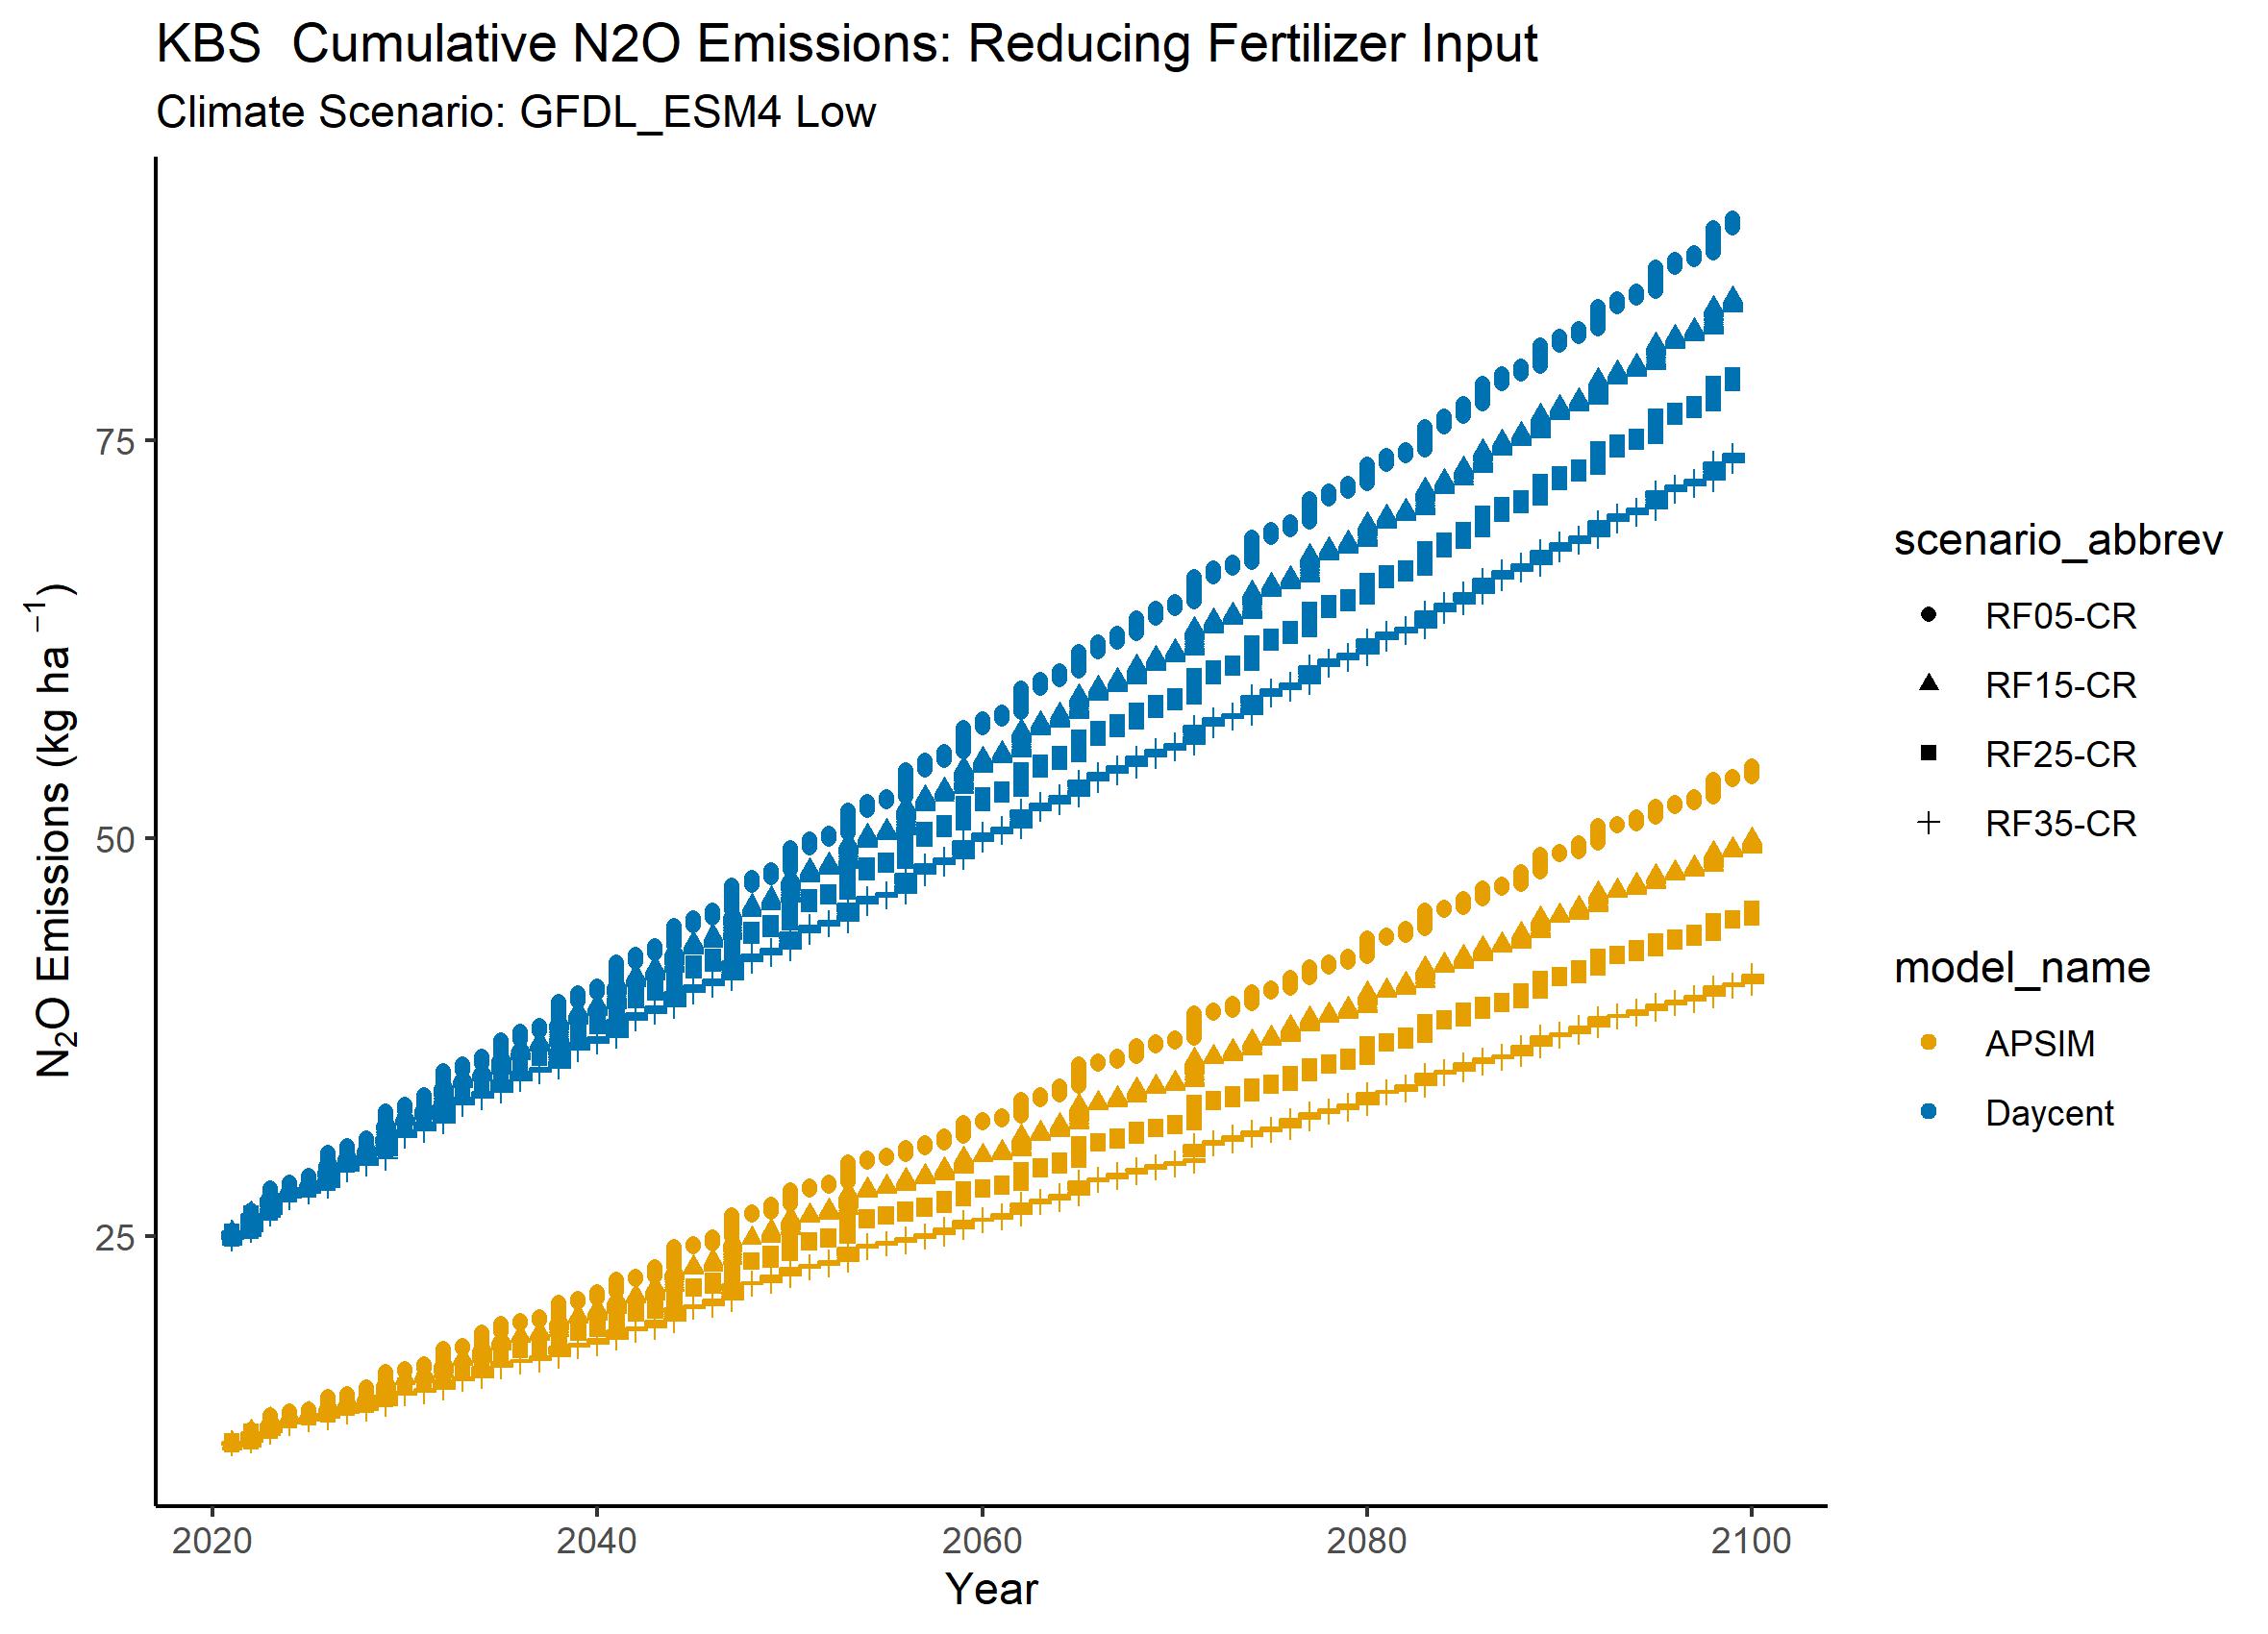 KBS  Cumulative N2O Emissions: Reducing Fertilizer Input
Climate Scenario: GFDL_ESM4 Low
N₂O Emissions (kg ha ⁻¹)
75
50
25
2020 2040 2060 2080 2100
Year
scenario_abbrev
RF05-CR
RF15-CR
RF25-CR
RF35-CR
model_name
APSIM
Daycent